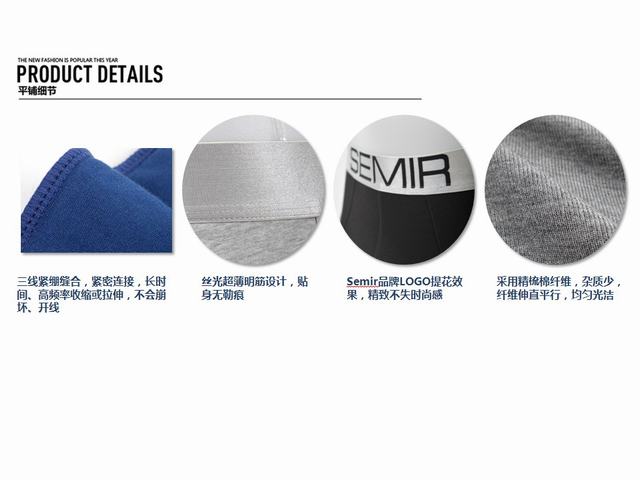 THE NEW FASHION IS POPULAR THIS YEAR
PRODUCT DETAILS
平铺细节
SEMIR
三线紧绷缝合，紧密连接，长时
间、高频率收缩或拉伸，不会崩
坏、开线
丝光超薄明筋设计，贴
身无勒痕
Semir品牌LOGO提花效
果，精致不失时尚感
采用精梳棉纤维，杂质少，
纤维伸直平行，均匀光洁